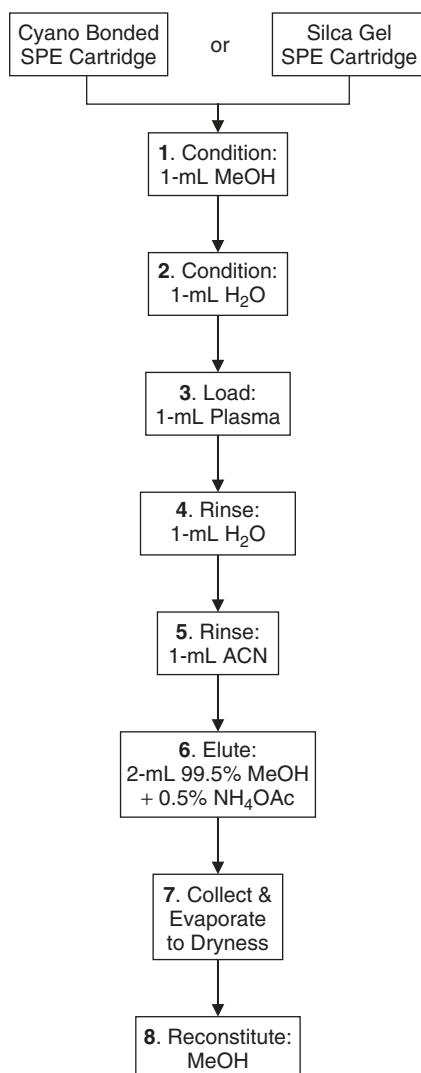 Cyano Bonded
SPE Cartridge
or
Silca Gel
SPE Cartridge
1. Condition:
1-mL MeOH
2. Condition:
1-mL H₂O
3. Load:
1-mL Plasma
4. Rinse:
1-mL H₂O
5. Rinse:
1-mL ACN
6. Elute:
2-mL 99.5% MeOH
+ 0.5% NH₄OAc
7. Collect &
Evaporate
to Dryness
8. Reconstitute:
MeOH